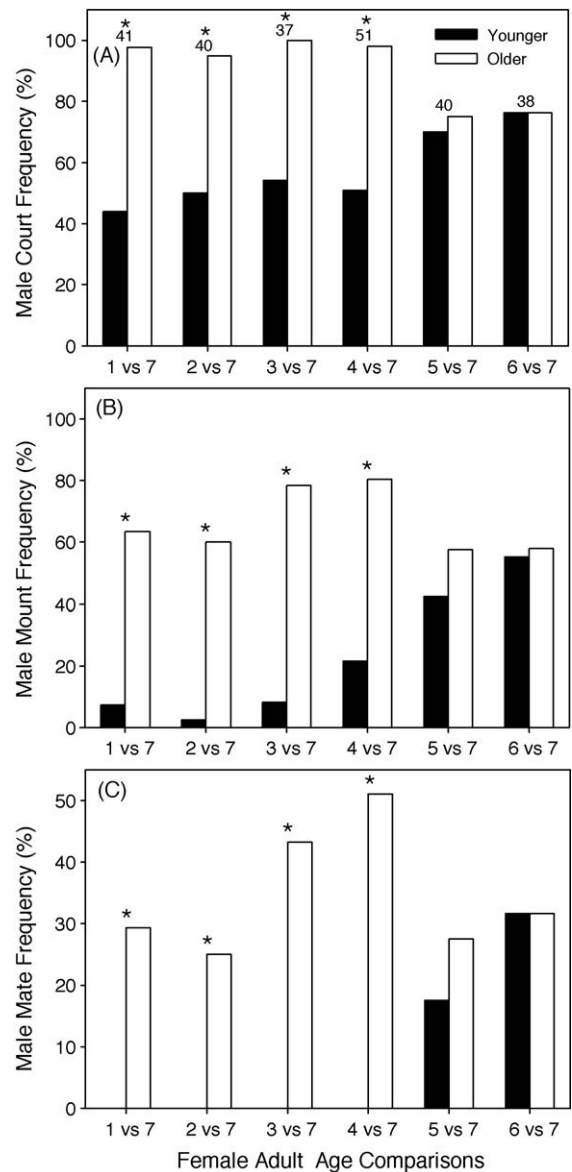 * * * *
100 41 40 37 51 Younger
(A) Older
80 40 38
60
40
20
0
Male Court Frequency (%)
1 vs 7 2 vs 7 3 vs 7 4 vs 7 5 vs 7 6 vs 7
(B)
100
80 * *
60 * *
40
20
0
Male Mount Frequency (%)
1 vs 7 2 vs 7 3 vs 7 4 vs 7 5 vs 7 6 vs 7
(C)
50 *
40 *
30 * *
20
10
0
Male Mate Frequency (%)
1 vs 7 2 vs 7 3 vs 7 4 vs 7 5 vs 7 6 vs 7
Female Adult Age Comparisons